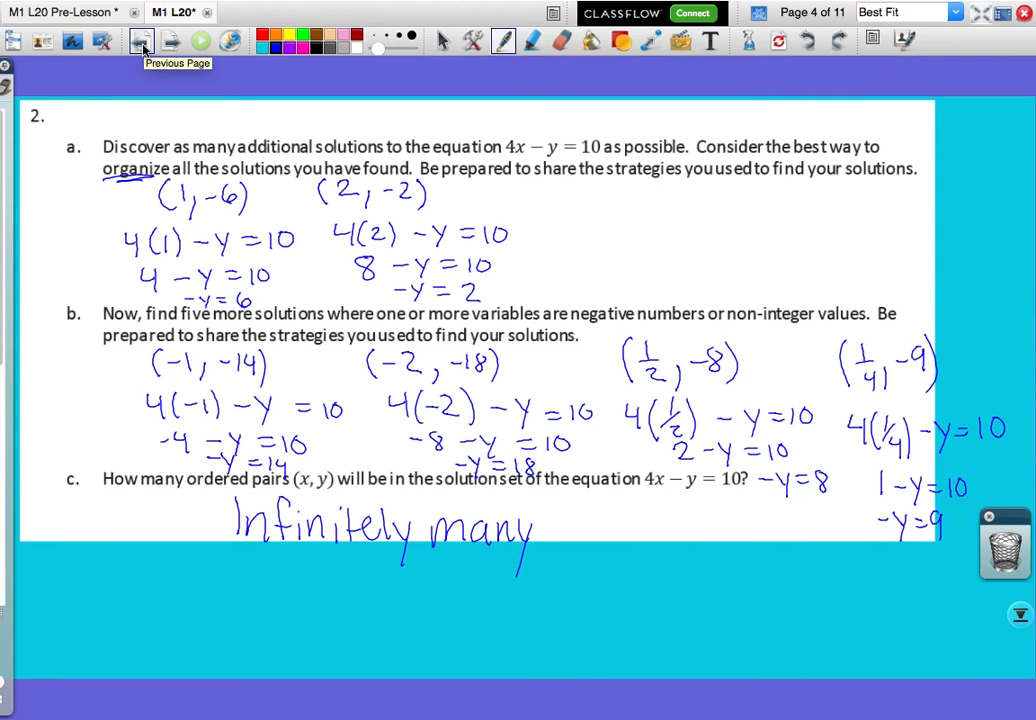 M1 L20 Pre-Lesson *
M1 L20*
CLASSFLOW™ Connect
Page 4 of 11
Best Fit
T
Previous Page
2.
a. Discover as many additional solutions to the equation 4x − y = 10 as possible. Consider the best way to
organize all the solutions you have found. Be prepared to share the strategies you used to find your solutions.
(1, -6) (2, -2)
4(1) - y = 10 4(2) - y = 10
4 - y = 10 8 - y = 10
-y = 6 -y = 2
b. Now, find five more solutions where one or more variables are negative numbers or non-integer values. Be
prepared to share the strategies you used to find your solutions.
(-1, -14) (-2, -18) (1/2, -8) (1/4, -9)
4(-1) - y = 10 4(-2) - y = 10 4(1/2) - y = 10 4(1/4) - y = 10
-4 - y = 10 -8 - y = 10 2 - y = 10
-y = 14 -y = 18
c. How many ordered pairs (x, y) will be in the solution set of the equation 4x − y = 10? -y = 8 1 - y = 10
Infinitely many -y = 9